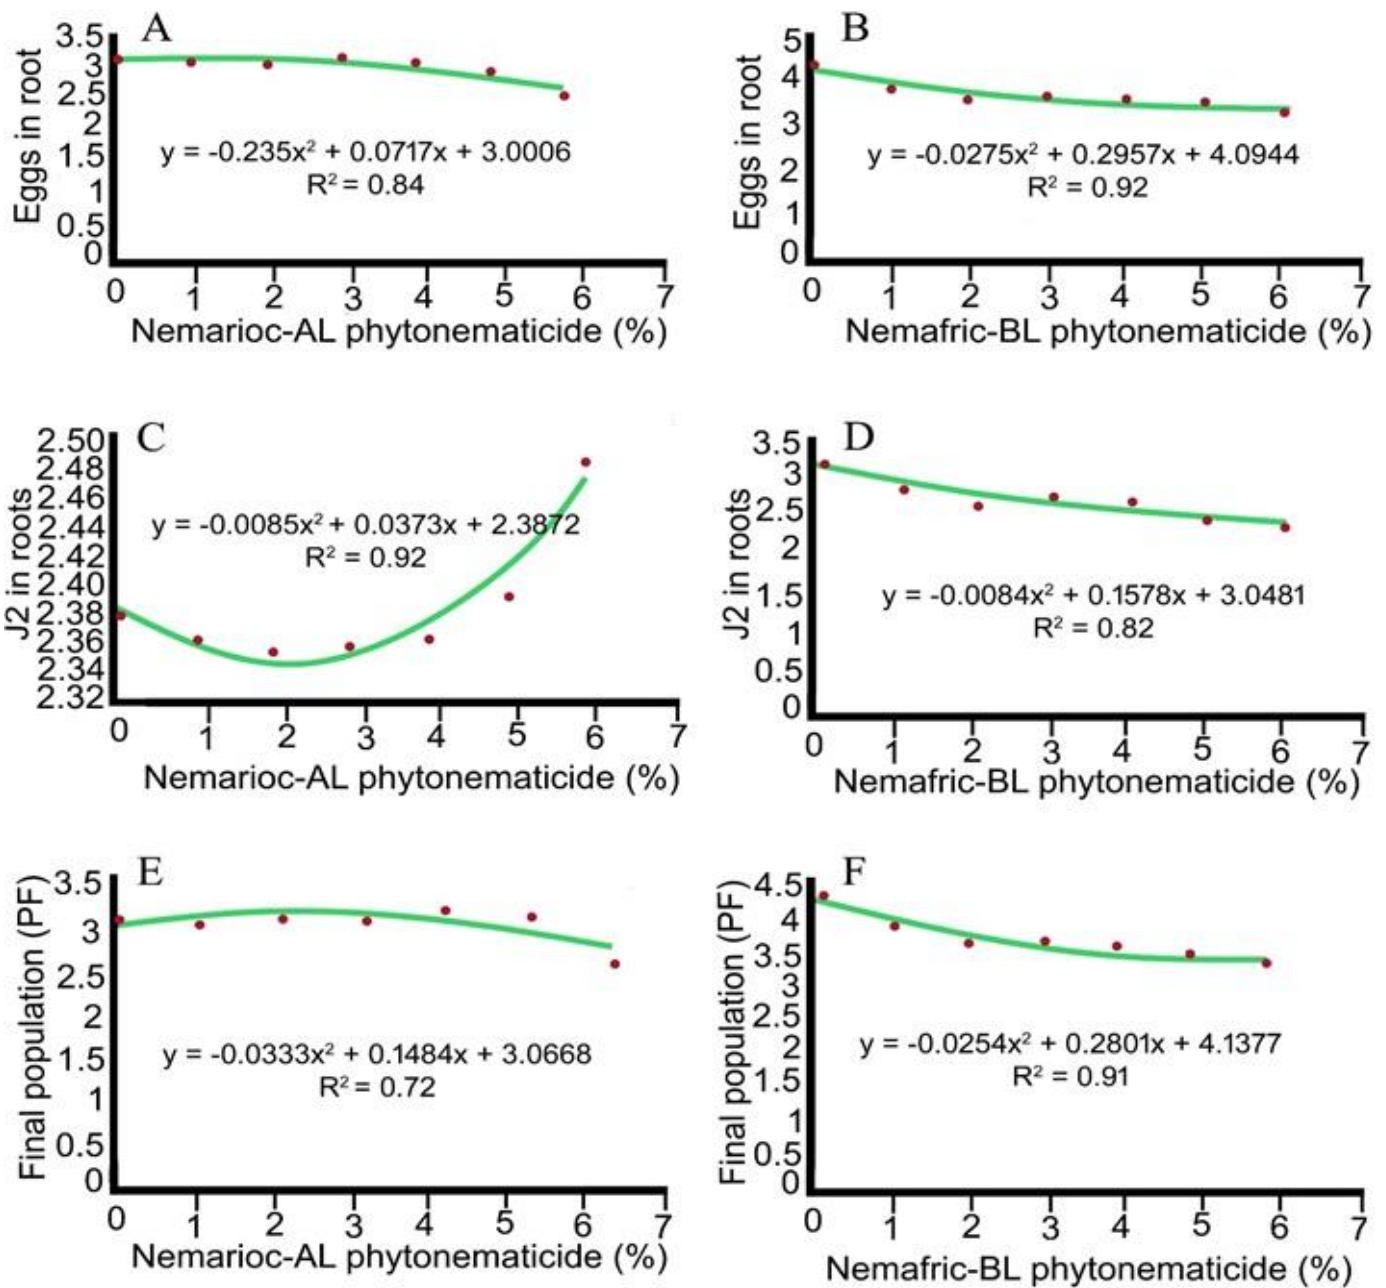 A
Eggs in root
3.5
3
2.5
2
1.5
1
0.5
0
y = -0.235x² + 0.0717x + 3.0006
R² = 0.84
0 1 2 3 4 5 6 7
Nemarioc-AL phytonematicide (%)
B
Eggs in root
5
4
3
2
1
0
y = -0.0275x² + 0.2957x + 4.0944
R² = 0.92
0 1 2 3 4 5 6 7
Nemafric-BL phytonematicide (%)
C
J2 in roots
2.50
2.48
2.46
2.44
2.42
2.40
2.38
2.36
2.34
2.32
y = -0.0085x² + 0.0373x + 2.3872
R² = 0.92
0 1 2 3 4 5 6 7
Nemarioc-AL phytonematicide (%)
D
J2 in roots
3.5
3
2.5
2
1.5
1
0.5
0
y = -0.0084x² + 0.1578x + 3.0481
R² = 0.82
0 1 2 3 4 5 6 7
Nemafric-BL phytonematicide (%)
E
Final population (PF)
3.5
3
2.5
2
1.5
1
0.5
0
y = -0.0333x² + 0.1484x + 3.0668
R² = 0.72
0 1 2 3 4 5 6 7
Nemarioc-AL phytonematicide (%)
F
Final population (PF)
4.5
4
3.5
3
2.5
2
1.5
1
0.5
0
y = -0.0254x² + 0.2801x + 4.1377
R² = 0.91
0 1 2 3 4 5 6 7
Nemafric-BL phytonematicide (%)